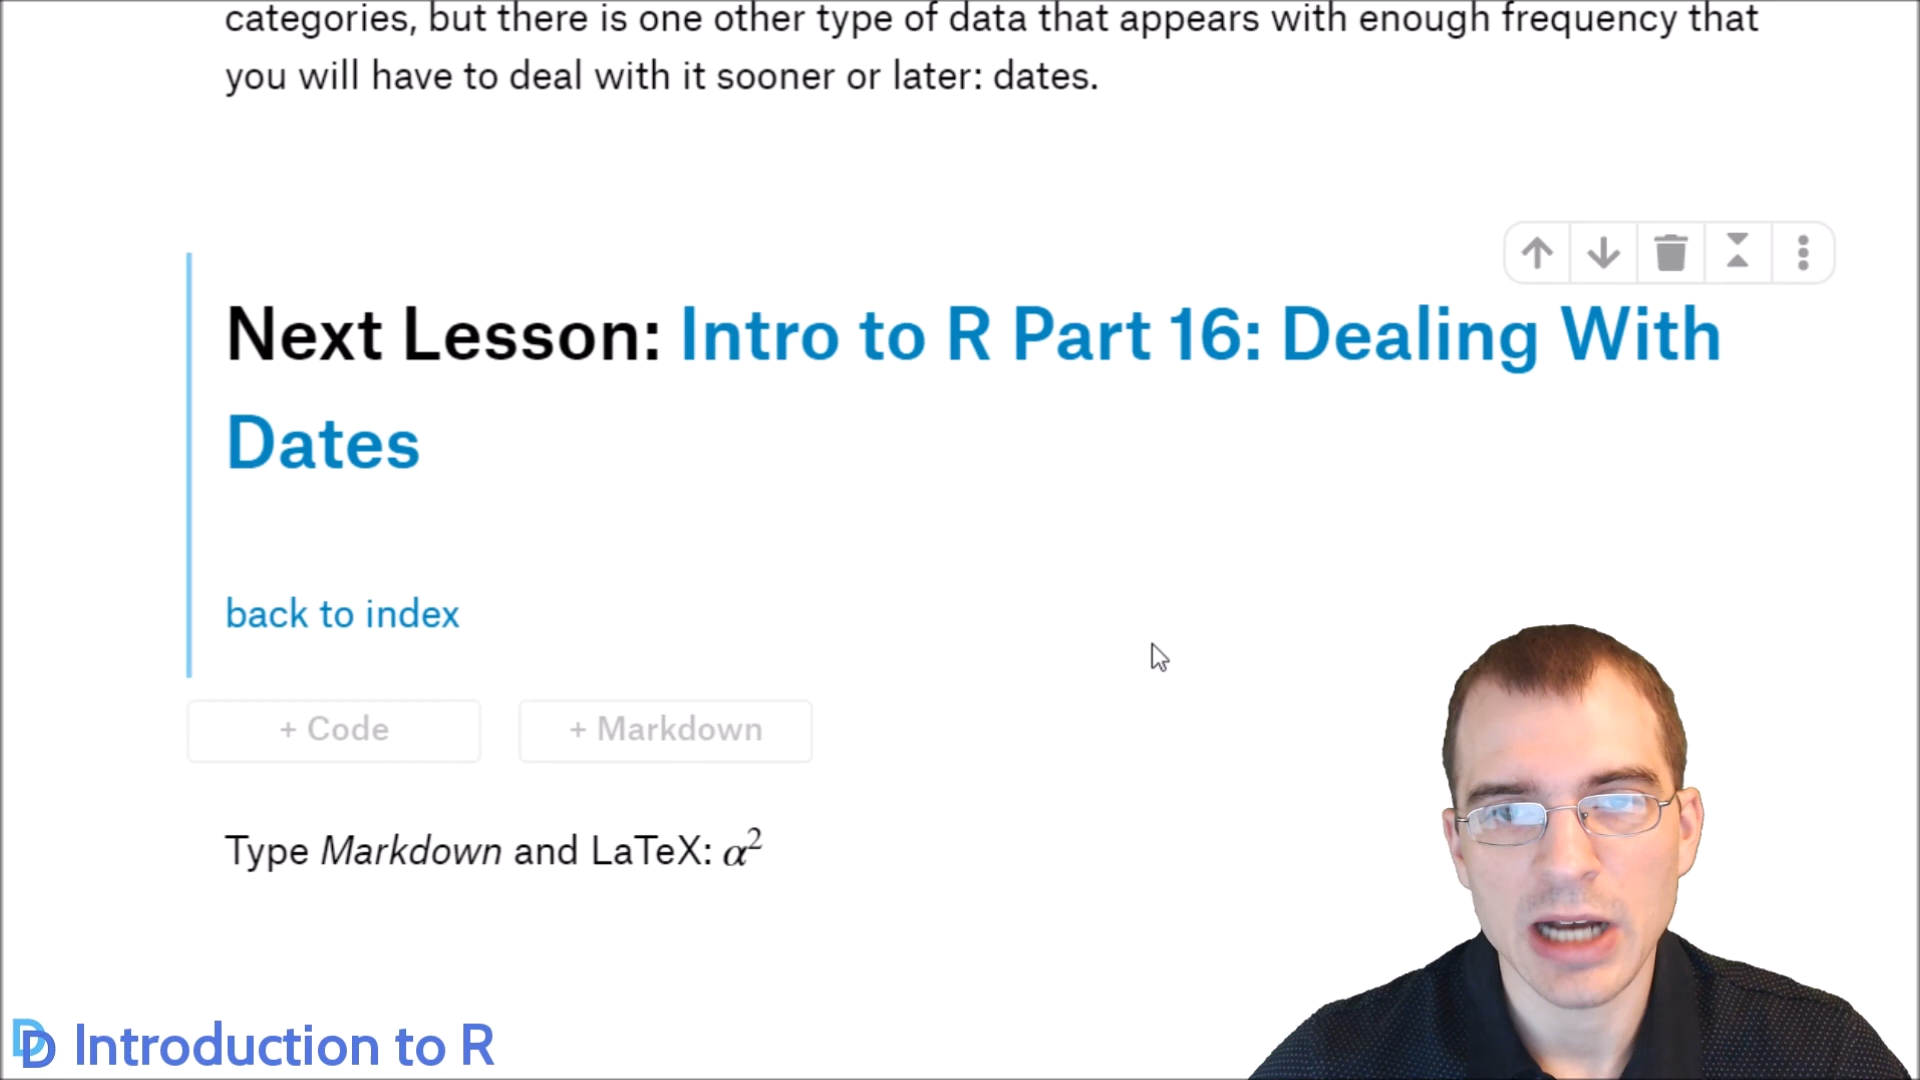 categories, but there is one other type of data that appears with enough frequency that
you will have to deal with it sooner or later: dates.
Next Lesson: Intro to R Part 16: Dealing With
Dates
back to index
+ Code
+ Markdown
Type Markdown and LaTeX: α²
DD Introduction to R